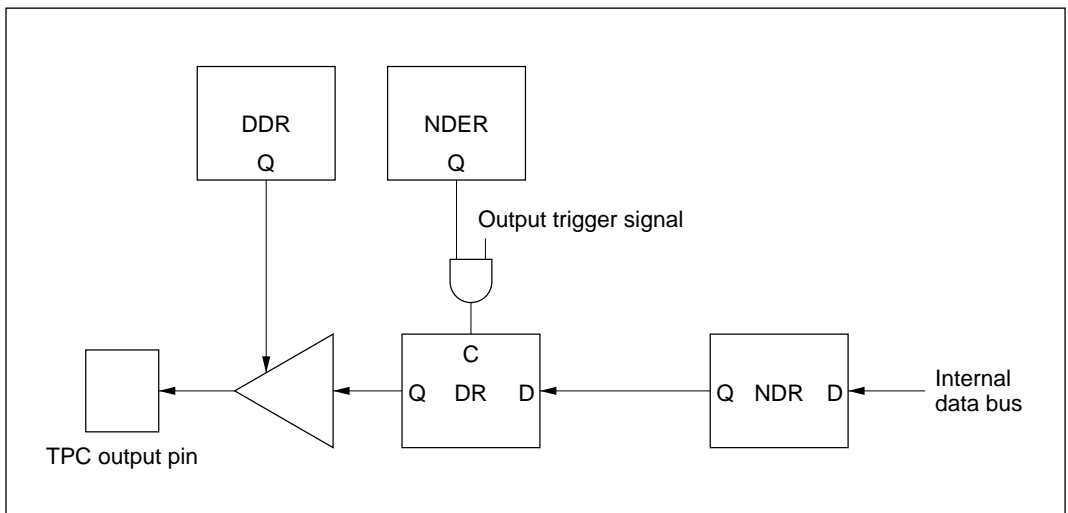 DDR
Q
NDER
Q
Output trigger signal
C
Q DR D
Q NDR D
Internal
data bus
TPC output pin